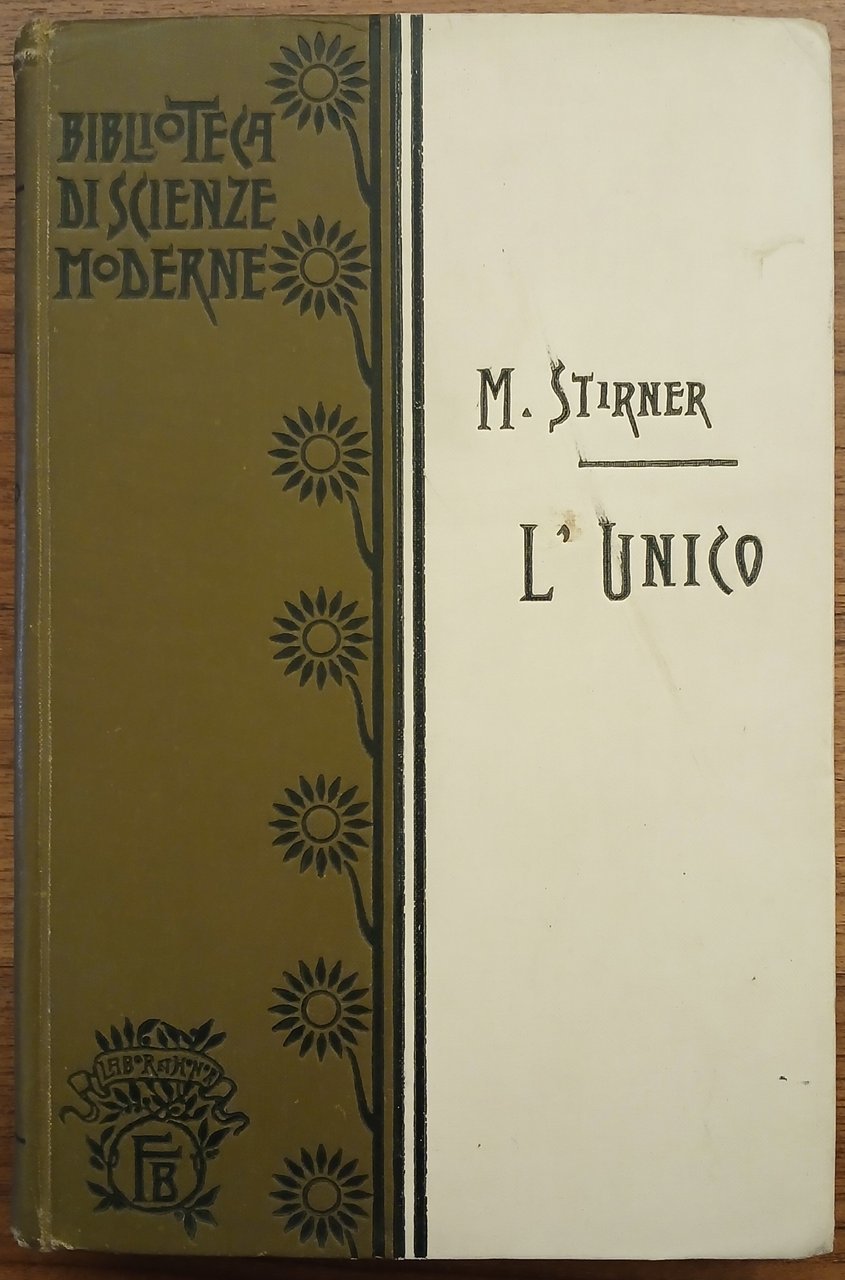 BIBLIOTECA
DI SCIENZE
MODERNE
M. STIRNER
L' UNICO
FB